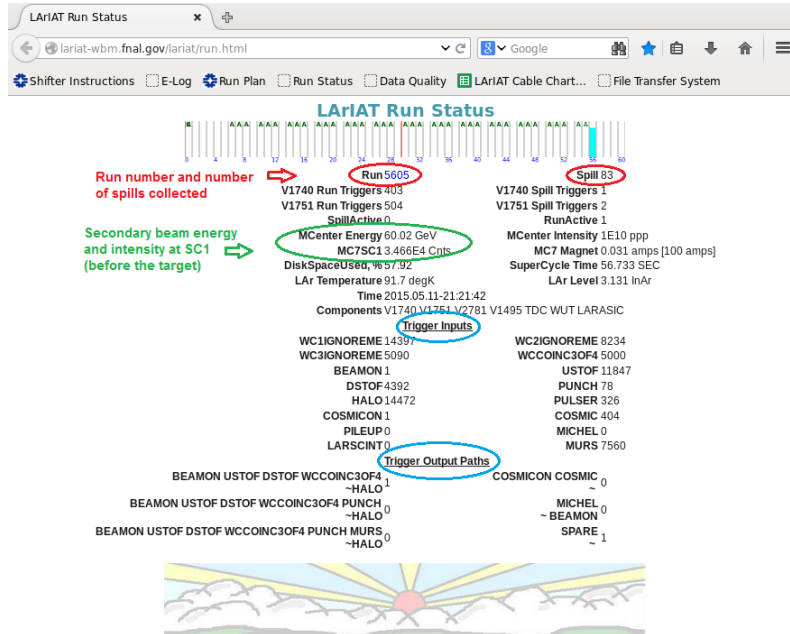 LArIAT Run Status
lariat-wbm.fnal.gov/lariat/run.html
Google
Shifter Instructions E-Log Run Plan Run Status Data Quality LArIAT Cable Chart... File Transfer System
LArIAT Run Status
A A A A A A A A A A A A A A A A A A A A A A A A A A A A A A A A A A A A A A
0 4 8 12 16 20 24 28 32 36 40 44 48 52 56 60
Run number and number
of spills collected
Run 5605 Spill 83
V1740 Run Triggers 403 V1740 Spill Triggers 1
V1751 Run Triggers 504 V1751 Spill Triggers 2
SpillActive 0 RunActive 1
Secondary beam energy
and intensity at SC1
(before the target)
MCenter Energy 60.02 GeV MCenter Intensity 1E10 ppp
MC7SC1 3.466E4 Cnts MC7 Magnet 0.031 amps [100 amps]
DiskSpaceUsed, % 57.92 SuperCycle Time 56.733 SEC
LAr Temperature 91.7 degK LAr Level 3.131 InAr
Time 2015.05.11-21:21:42
Components V1740 V1751 V2781 V1495 TDC WUT LARASIC
Trigger Inputs
WC1IGNOREME 14397 WC2IGNOREME 8234
WC3IGNOREME 5090 WCCOINC3OF4 5000
BEAMON 1 USTOF 11847
DSTOF 4392 PUNCH 78
HALO 14472 PULSER 326
COSMICON 1 COSMIC 404
PILEUP 0 MICHEL 0
LARSCINT 0 MURS 7560
Trigger Output Paths
BEAMON USTOF DSTOF WCCOINC3OF4 1 COSMICON COSMIC 0
~HALO ~
BEAMON USTOF DSTOF WCCOINC3OF4 PUNCH 0 MICHEL 0
~HALO ~ BEAMON
BEAMON USTOF DSTOF WCCOINC3OF4 PUNCH MURS 0 SPARE 1
~HALO ~